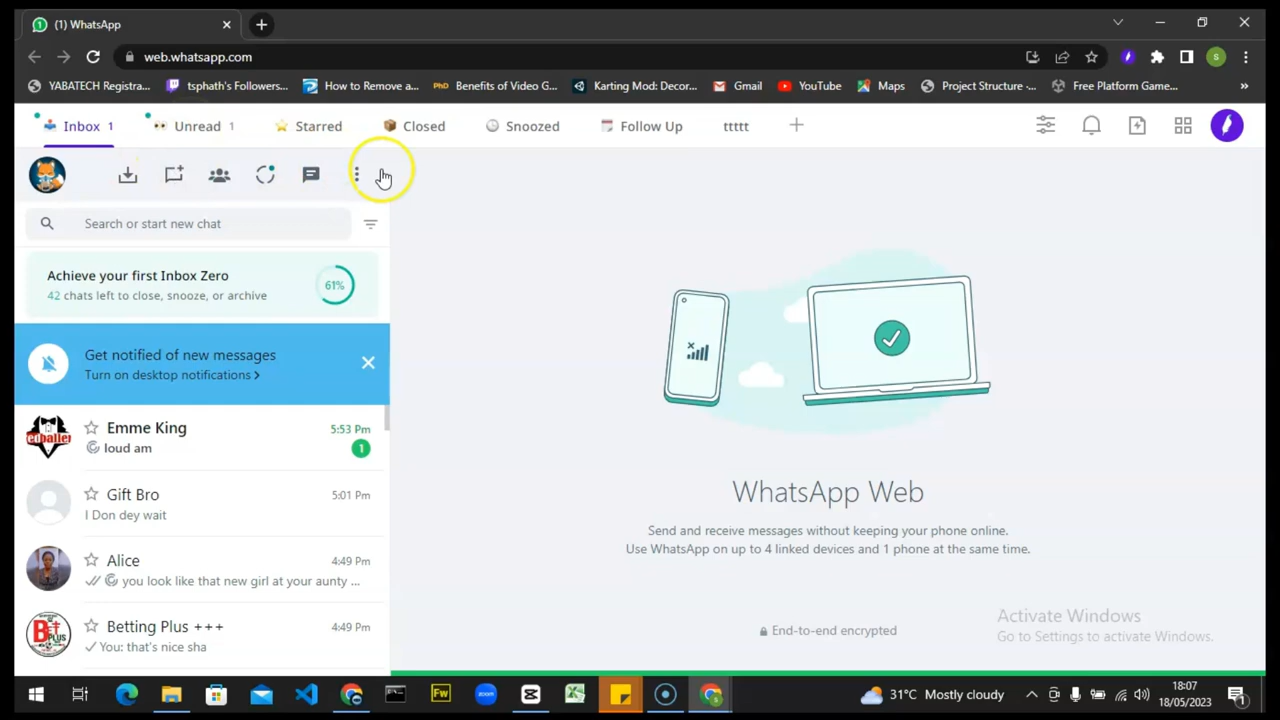 (1) WhatsApp
web.whatsapp.com
S
YABATECH Registra...
tsphath's Followers...
How to Remove a...
PhD Benefits of Video G...
Karting Mod: Decor...
Gmail
YouTube
Maps
Project Structure -...
Free Platform Game...
Inbox 1
Unread 1
Starred
Closed
Snoozed
Follow Up
ttttt
Search or start new chat
Achieve your first Inbox Zero
42 chats left to close, snooze, or archive
61%
Get notified of new messages
Turn on desktop notifications >
Emme King
5:53 Pm
loud am
1
Gift Bro
5:01 Pm
I Don dey wait
Alice
4:49 Pm
you look like that new girl at your aunty ...
Betting Plus +++
4:49 Pm
You: that's nice sha
WhatsApp Web
Send and receive messages without keeping your phone online.
Use WhatsApp on up to 4 linked devices and 1 phone at the same time.
End-to-end encrypted
Activate Windows
Go to Settings to activate Windows.
Fw
zoom
31°C Mostly cloudy
18:07
18/05/2023
1